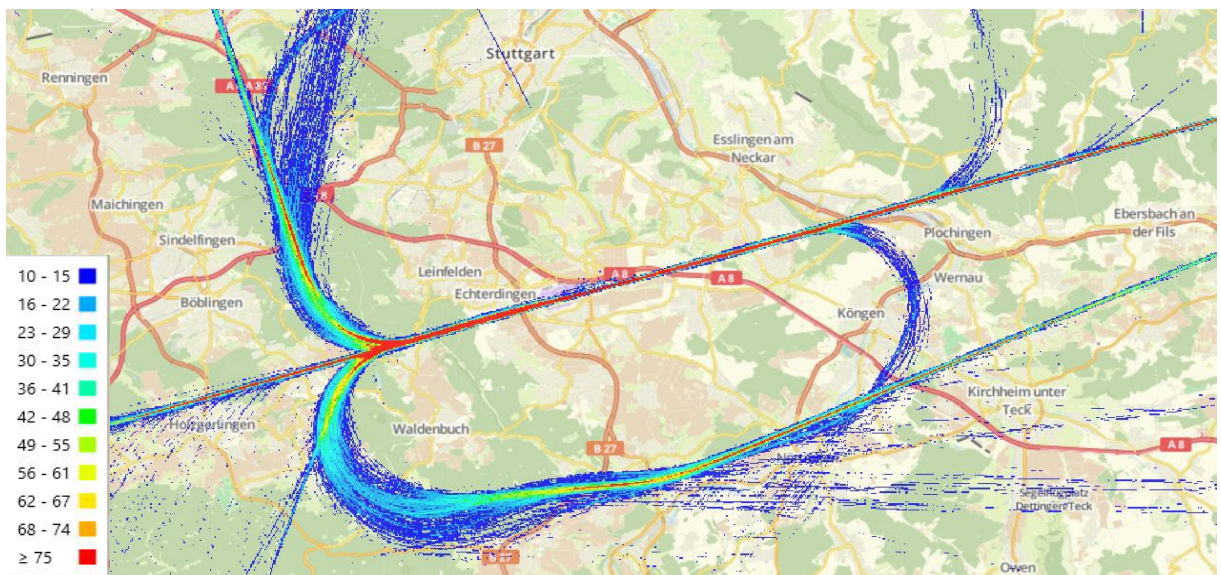 Stuttgart
Renningen
A 8
B 27
Esslingen am
Neckar
Maichingen
Sindelfingen
Plochingen
Ebersbach an
der Fils
Leinfelden
Echterdingen
A 8
A 8
Wernau
Böblingen
Köngen
Kirchheim unter
Teck
Holzgerlingen
Waldenbuch
B 27
A 8
Segelflugplatz
Dettingen/Teck
B 27
Owen
10 - 15
16 - 22
23 - 29
30 - 35
36 - 41
42 - 48
49 - 55
56 - 61
62 - 67
68 - 74
≥ 75